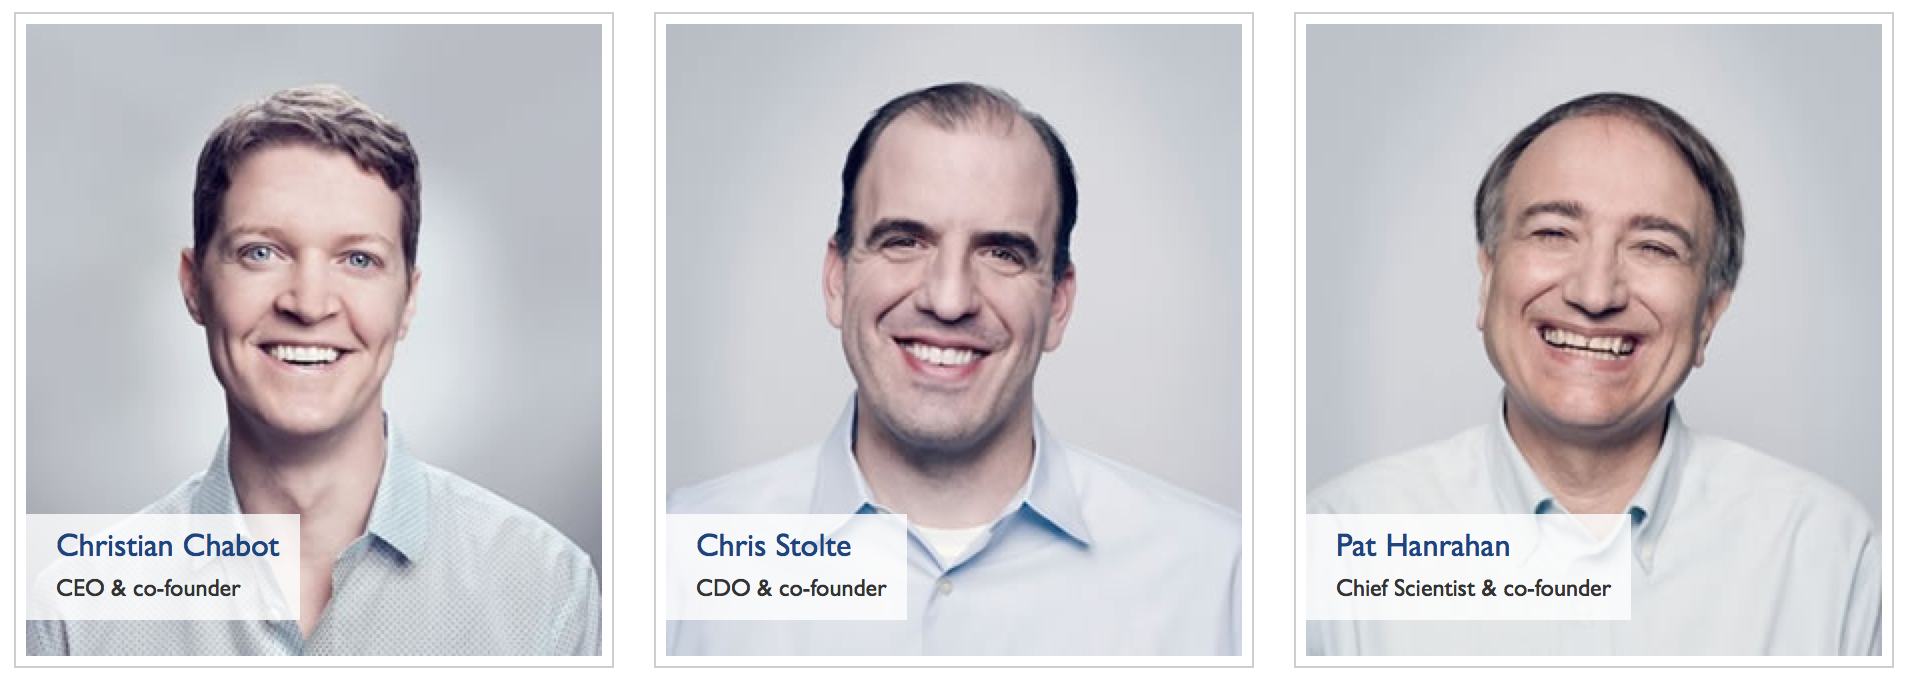 Christian Chabot
CEO & co-founder
Chris Stolte
CDO & co-founder
Pat Hanrahan
Chief Scientist & co-founder